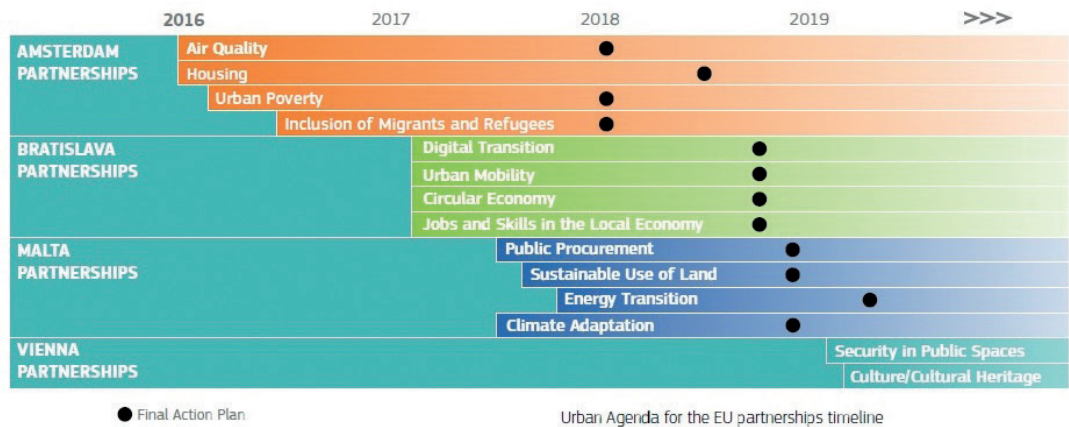 2016 2017 2018 2019 >>>
AMSTERDAM
PARTNERSHIPS
Air Quality
Housing
Urban Poverty
Inclusion of Migrants and Refugees
BRATISLAVA
PARTNERSHIPS
Digital Transition
Urban Mobility
Circular Economy
Jobs and Skills in the Local Economy
MALTA
PARTNERSHIPS
Public Procurement
Sustainable Use of Land
Energy Transition
Climate Adaptation
VIENNA
PARTNERSHIPS
Security in Public Spaces
Culture/Cultural Heritage
Final Action Plan
Urban Agenda for the EU partnerships timeline